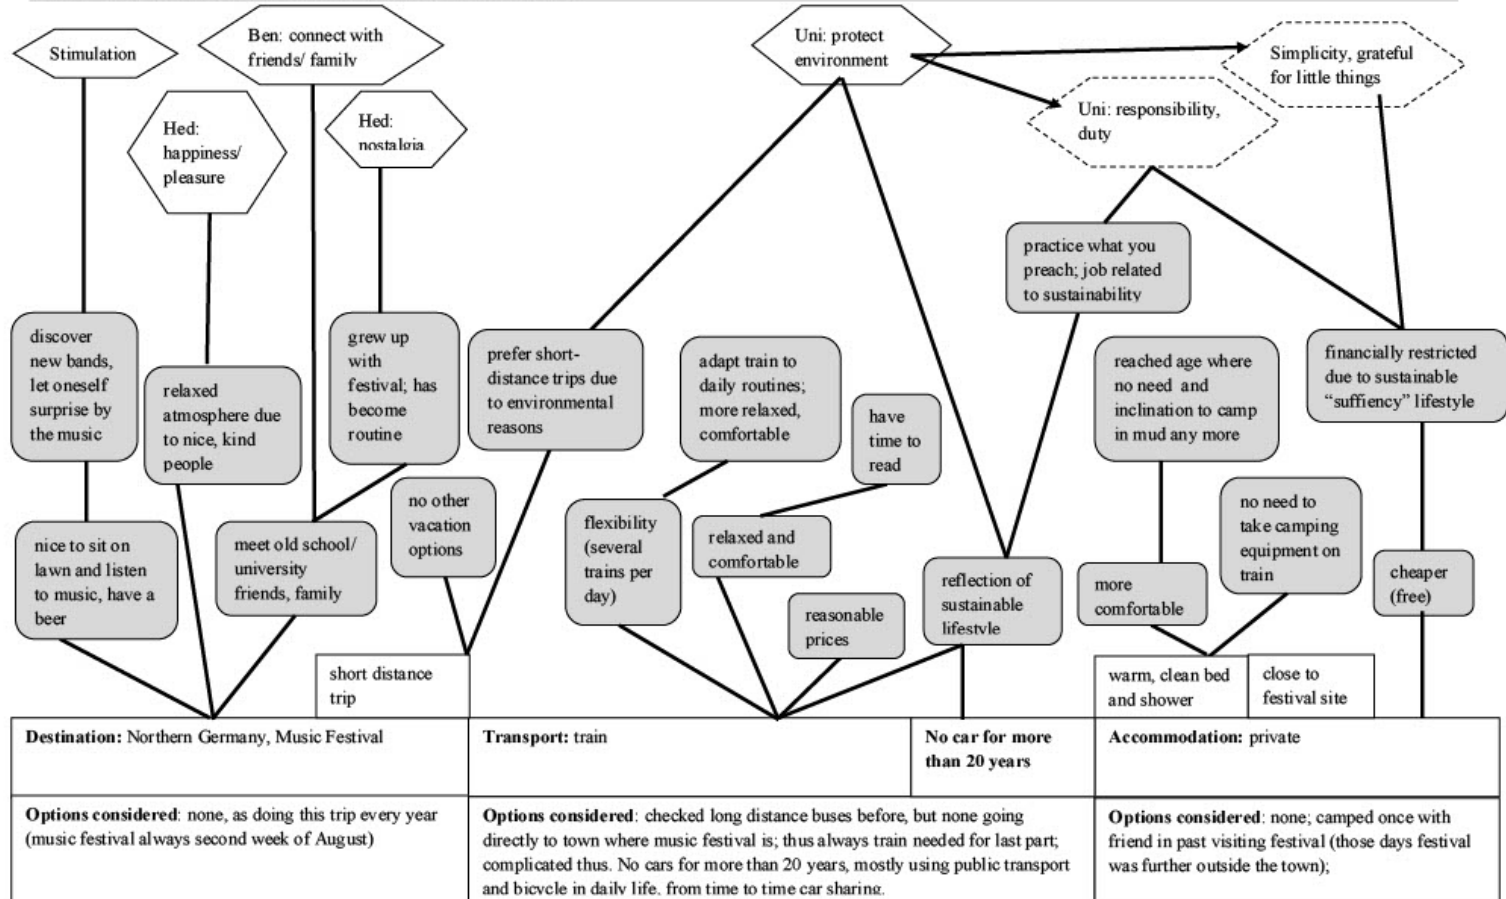 Stimulation
Ben: connect with
friends/ family
Uni: protect
environment
Simplicity, grateful
for little things
Uni: responsibility,
duty
Hed:
happiness/
pleasure
Hed:
nostalgia
practice what you
preach; job related
to sustainability
discover
new bands,
let oneself
surprise by
the music
relaxed
atmosphere due
to nice, kind
people
grew up
with
festival; has
become
routine
prefer short-
distance trips due
to environmental
reasons
adapt train to
daily routines;
more relaxed,
comfortable
have
time to
read
reached age where
no need and
inclination to camp
in mud any more
financially restricted
due to sustainable
“suffiency” lifestyle
nice to sit on
lawn and listen
to music, have a
beer
meet old school/
university
friends, family
no other
vacation
options
flexibility
(several
trains per
day)
relaxed and
comfortable
reasonable
prices
reflection of
sustainable
lifestyle
more
comfortable
no need to
take camping
equipment on
train
cheaper
(free)
short distance
trip
warm, clean bed
and shower
close to
festival site
Destination: Northern Germany, Music Festival
Transport: train
No car for more
than 20 years
Accommodation: private
Options considered: none, as doing this trip every year
(music festival always second week of August)
Options considered: checked long distance buses before, but none going
directly to town where music festival is; thus always train needed for last part;
complicated thus. No cars for more than 20 years, mostly using public transport
and bicycle in daily life, from time to time car sharing.
Options considered: none; camped once with
friend in past visiting festival (those days festival
was further outside the town);